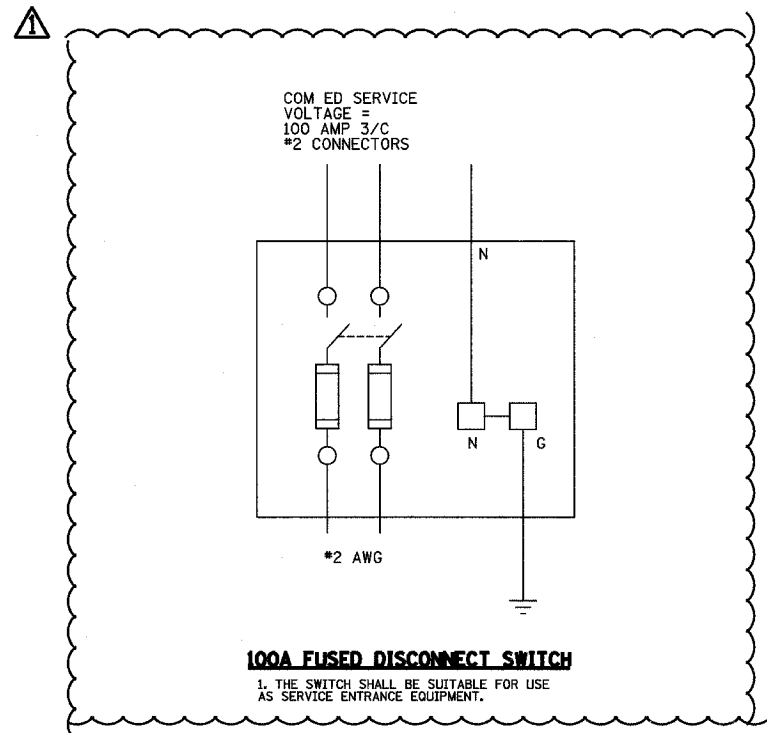 1
COM ED SERVICE
VOLTAGE =
100 AMP 3/C
#2 CONNECTORS
N
N
G
#2 AWG
100A FUSED DISCONNECT SWITCH
1. THE SWITCH SHALL BE SUITABLE FOR USE
AS SERVICE ENTRANCE EQUIPMENT.